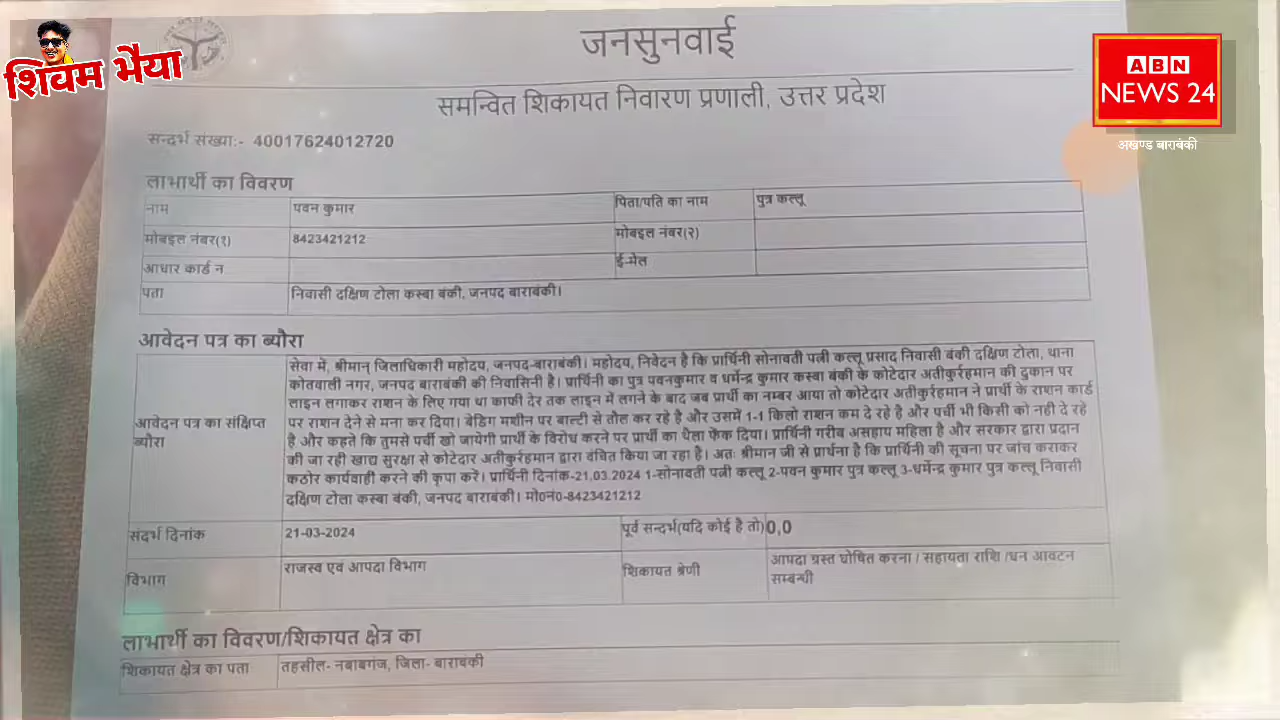 शिवम भैया
ABN
NEWS 24
अखण्ड बाराबंकी
जनसुनवाई
समन्वित शिकायत निवारण प्रणाली, उत्तर प्रदेश
सन्दर्भ संख्या:- 40017624012720
लाभार्थी का विवरण
नाम पवन कुमार पिता/पति का नाम पुत्र कल्लू
मोबइल नंबर(१) 8423421212 मोबइल नंबर(२)
आधार कार्ड न ई-मेल
पता निवासी दक्षिण टोला कस्बा बंकी, जनपद बाराबंकी।
आवेदन पत्र का ब्यौरा
आवेदन पत्र का संक्षिप्त
ब्यौरा
सेवा में, श्रीमान् जिलाधिकारी महोदय, जनपद-बाराबंकी। महोदय, निवेदन है कि प्रार्थिनी सोनावती पत्नी कल्लू प्रसाद निवासी बंकी दक्षिण टोला, थाना
कोतवाली नगर, जनपद बाराबंकी की निवासिनी है। प्रार्थिनी का पुत्र पवनकुमार व धर्मेन्द्र कुमार कस्बा बंकी के कोटेदार अतीकुर्रहमान की दुकान पर
लाइन लगाकर राशन के लिए गया था काफी देर तक लाइन में लगने के बाद जब प्रार्थी का नम्बर आया तो कोटेदार अतीकुर्रहमान ने प्रार्थी के राशन कार्ड
पर राशन देने से मना कर दिया। बेडिग मशीन पर बाल्टी से तौल कर रहे है और उसमें 1-1 किलो राशन कम दे रहे है और पर्ची भी किसी को नही दे रहे
है और कहते कि तुमसे पर्ची खो जायेगी प्रार्थी के विरोध करने पर प्रार्थी का थैला फेंक दिया। प्रार्थिनी गरीब असहाय महिला है और सरकार द्वारा प्रदान
की जा रही खाद्य सुरक्षा से कोटेदार अतीकुर्रहमान द्वारा वंचित किया जा रहा है। अतः श्रीमान जी से प्रार्थना है कि प्रार्थिनी की सूचना पर जांच कराकर
कठोर कार्यवाही करने की कृपा करें। प्रार्थिनी दिनांक-21.03.2024 1-सोनावती पत्नी कल्लू 2-पवन कुमार पुत्र कल्लू 3-धर्मेन्द्र कुमार पुत्र कल्लू निवासी
दक्षिण टोला कस्बा बंकी, जनपद बाराबंकी। मो0नं0-8423421212
संदर्भ दिनांक 21-03-2024 पूर्व सन्दर्भ(यदि कोई है तो) 0,0
विभाग राजस्व एवं आपदा विभाग शिकायत श्रेणी आपदा ग्रस्त घोषित करना / सहायता राशि /धन आवंटन
सम्बन्धी
लाभार्थी का विवरण/शिकायत क्षेत्र का
शिकायत क्षेत्र का पता तहसील- नबाबगंज, जिला- बाराबंकी